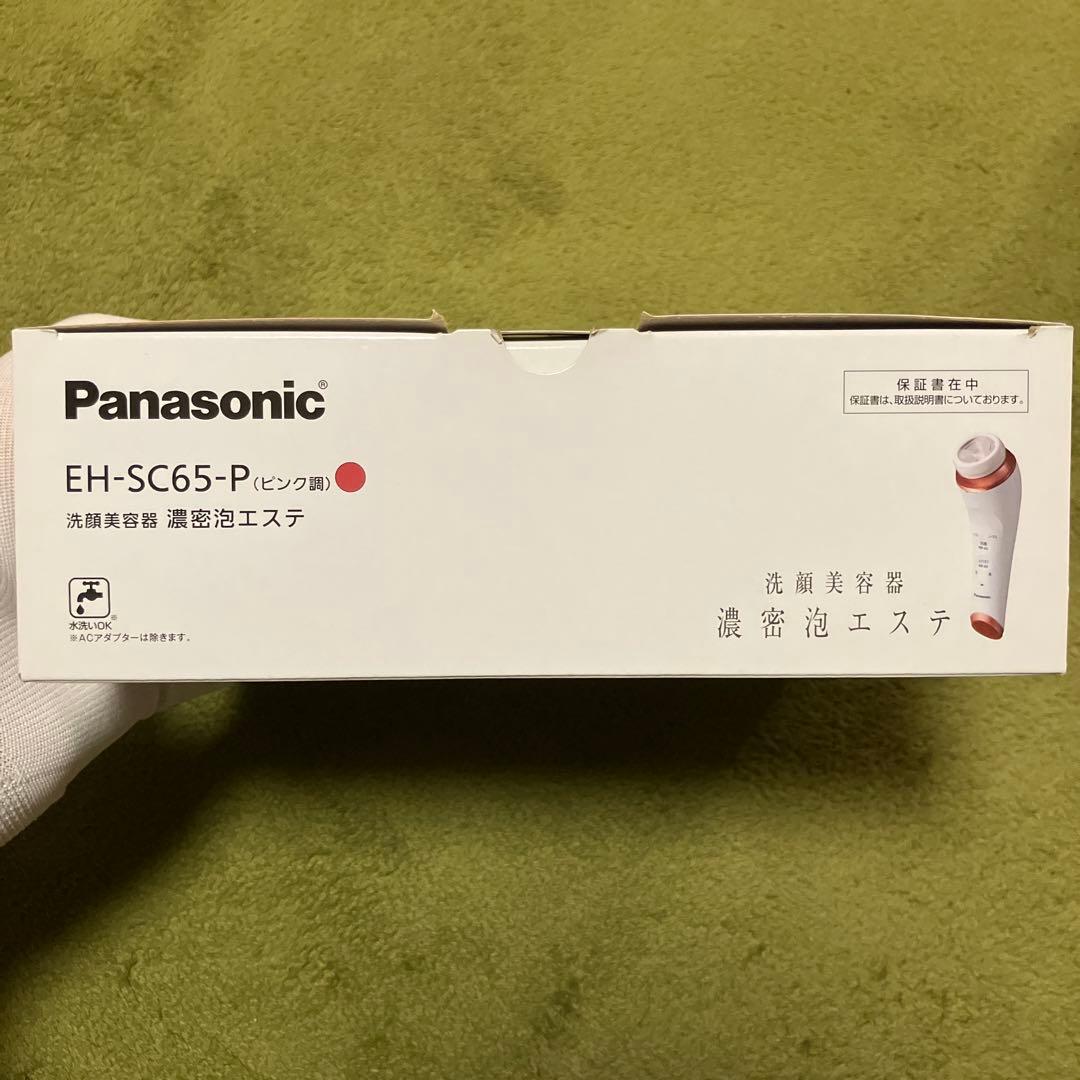 Panasonic®
EH-SC65-P(ピンク調)
洗顔美容器 濃密泡エステ
水洗いOK※
※ACアダプターは除きます。
保証書在中
保証書は、取扱説明書についております。
洗顔美容器
濃密泡エステ
Panasonic